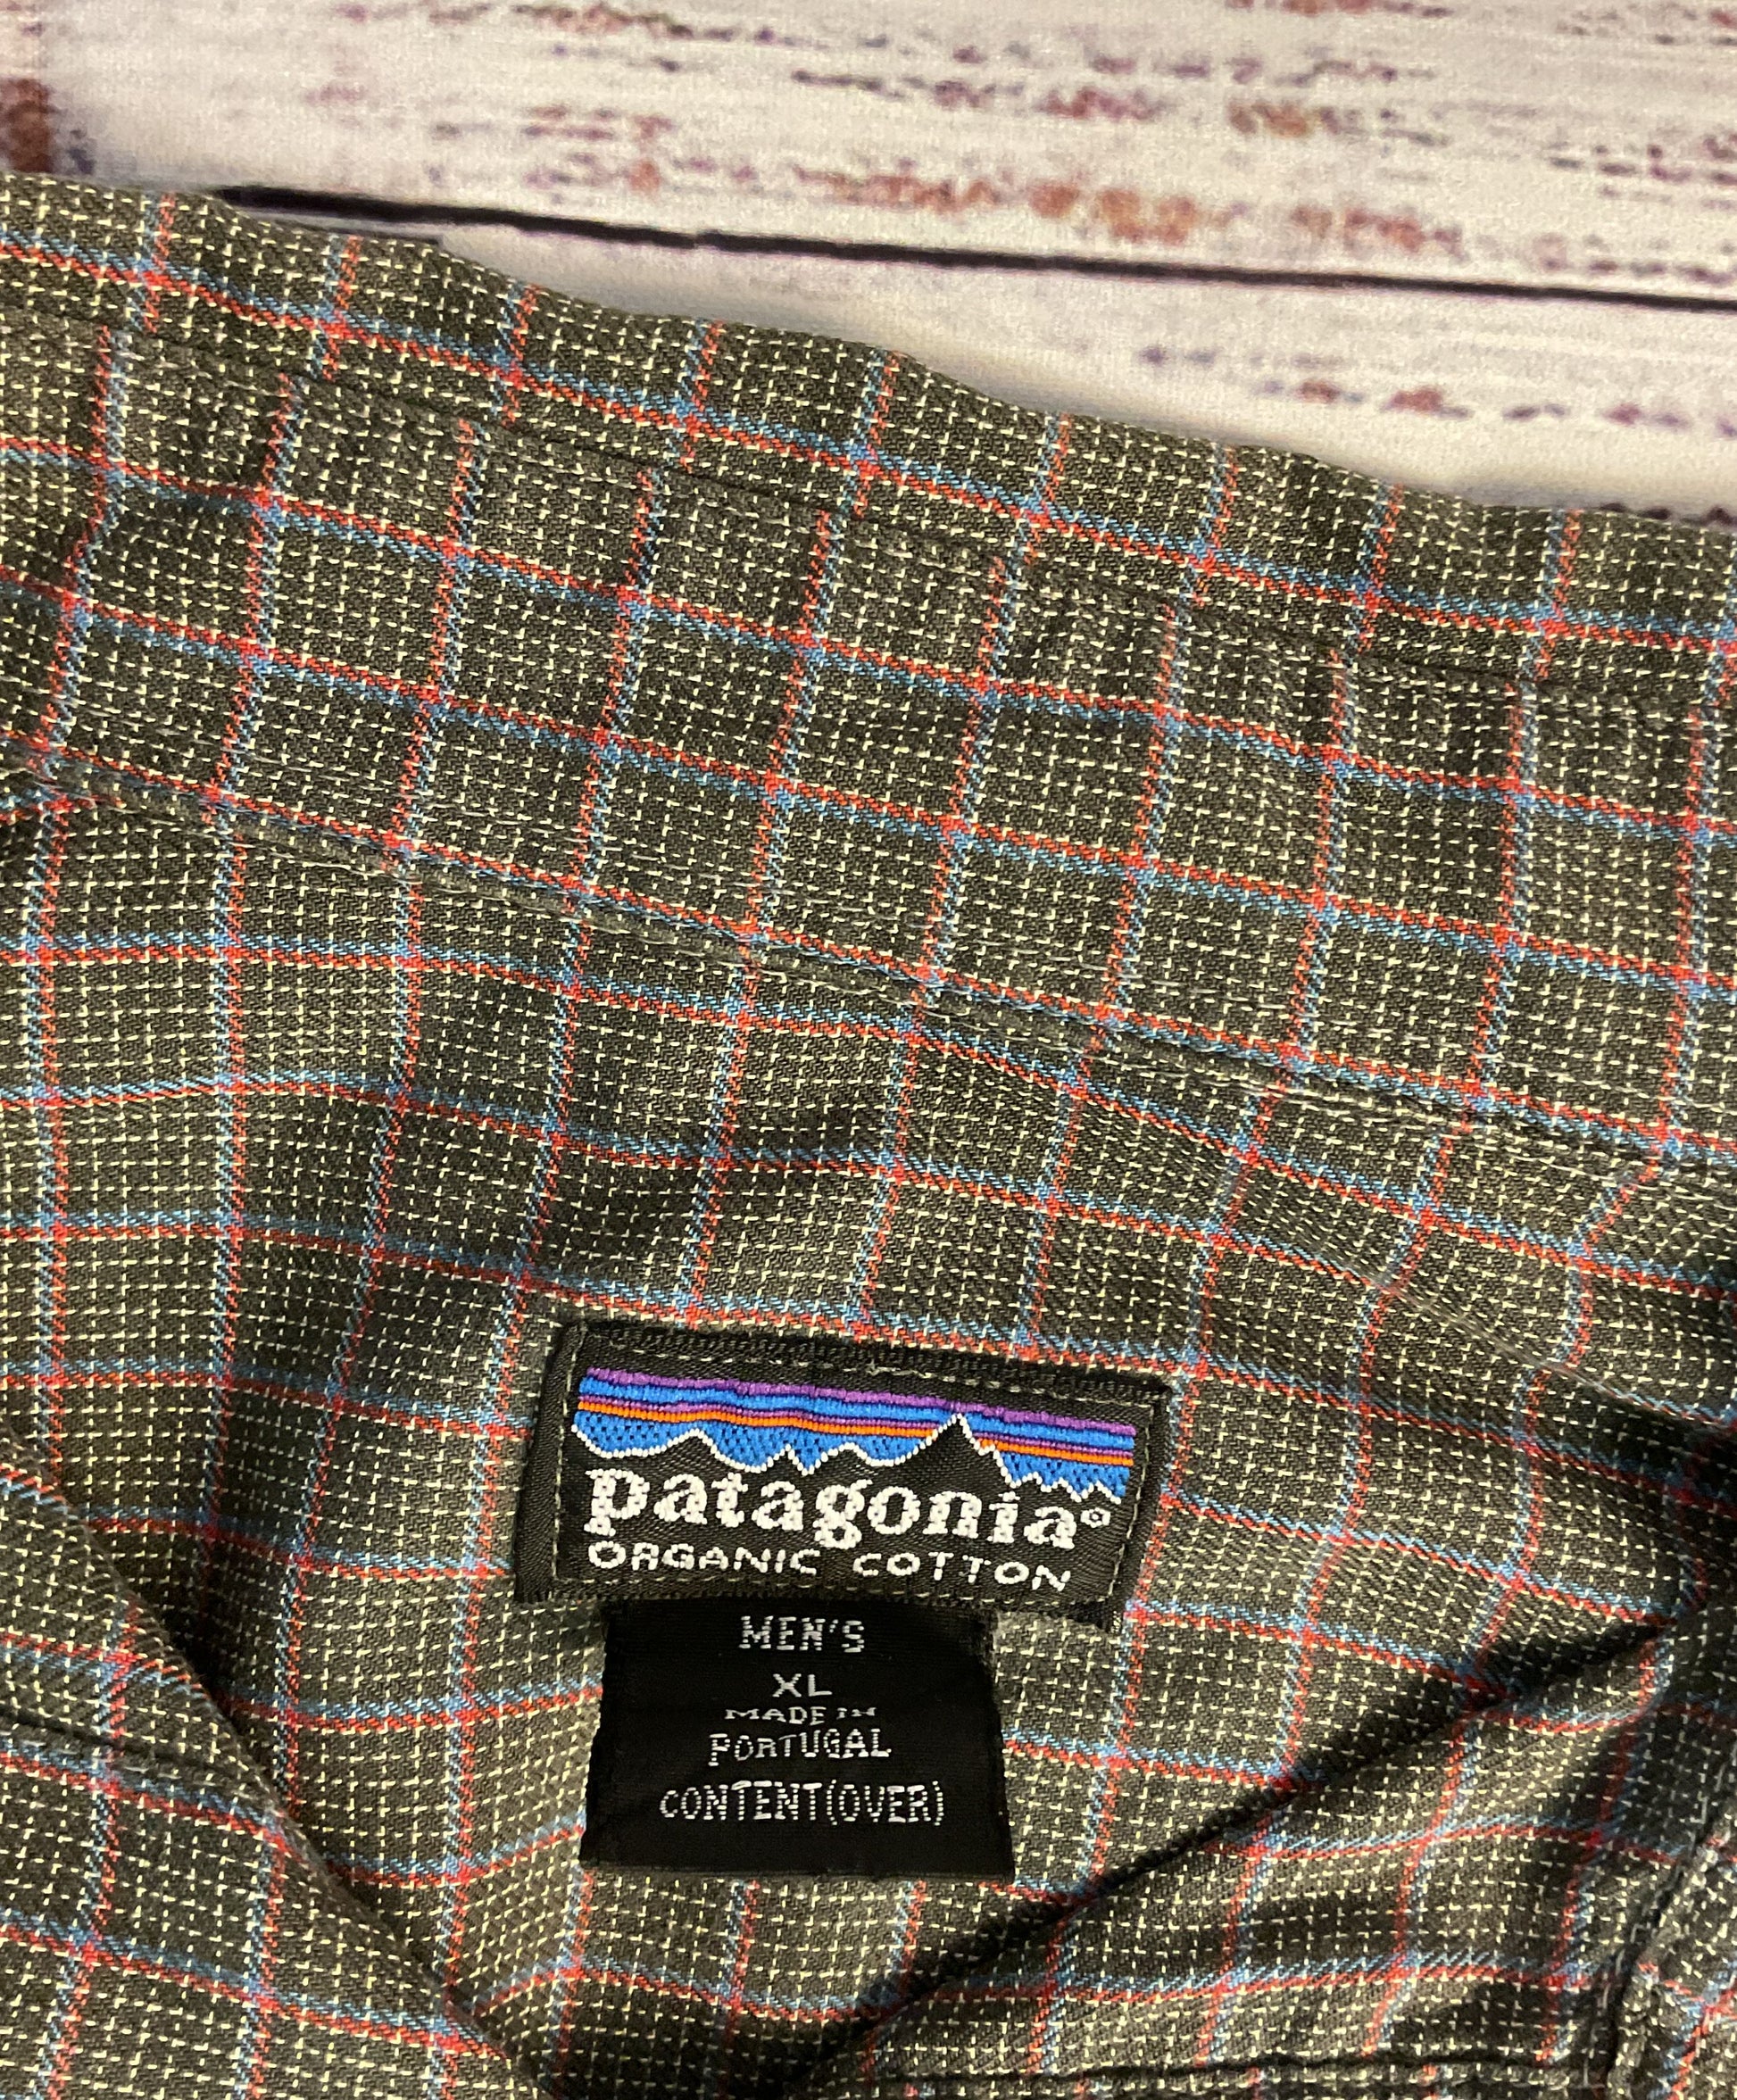 patagonia®
ORGANIC COTTON
MEN'S
XL
MADE IN
PORTUGAL
CONTENT(OVER)